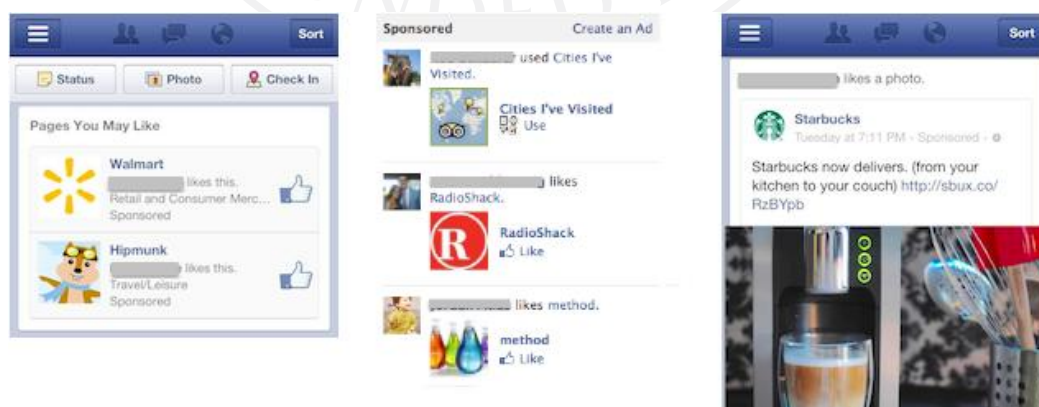 Sort
Status
Photo
Check In
Pages You May Like
Walmart
likes this.
Retail and Consumer Merc...
Sponsored
Hipmunk
likes this.
Travel/Leisure
Sponsored
Sponsored Create an Ad
used Cities I've
Visited.
Cities I've Visited
Use
likes
RadioShack.
R
RadioShack
Like
likes method.
method
Like
Sort
likes a photo.
Starbucks
Tuesday at 7:11 PM - Sponsored -
Starbucks now delivers. (from your
kitchen to your couch) http://sbux.co/
RzBYpb